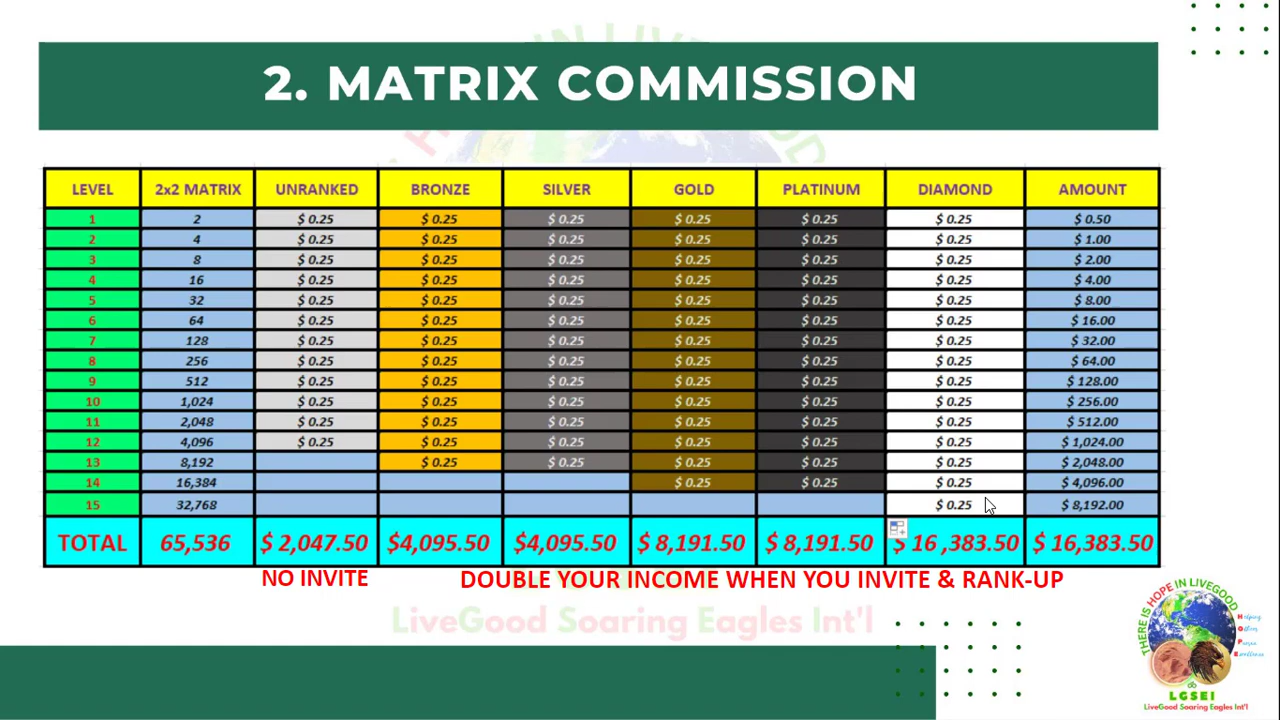 2. MATRIX COMMISSION
LEVEL 2x2 MATRIX UNRANKED BRONZE SILVER GOLD PLATINUM DIAMOND AMOUNT
1 2 $ 0.25 $ 0.25 $ 0.25 $ 0.25 $ 0.25 $ 0.25 $ 0.50
2 4 $ 0.25 $ 0.25 $ 0.25 $ 0.25 $ 0.25 $ 0.25 $ 1.00
3 8 $ 0.25 $ 0.25 $ 0.25 $ 0.25 $ 0.25 $ 0.25 $ 2.00
4 16 $ 0.25 $ 0.25 $ 0.25 $ 0.25 $ 0.25 $ 0.25 $ 4.00
5 32 $ 0.25 $ 0.25 $ 0.25 $ 0.25 $ 0.25 $ 0.25 $ 8.00
6 64 $ 0.25 $ 0.25 $ 0.25 $ 0.25 $ 0.25 $ 0.25 $ 16.00
7 128 $ 0.25 $ 0.25 $ 0.25 $ 0.25 $ 0.25 $ 0.25 $ 32.00
8 256 $ 0.25 $ 0.25 $ 0.25 $ 0.25 $ 0.25 $ 0.25 $ 64.00
9 512 $ 0.25 $ 0.25 $ 0.25 $ 0.25 $ 0.25 $ 0.25 $ 128.00
10 1,024 $ 0.25 $ 0.25 $ 0.25 $ 0.25 $ 0.25 $ 0.25 $ 256.00
11 2,048 $ 0.25 $ 0.25 $ 0.25 $ 0.25 $ 0.25 $ 0.25 $ 512.00
12 4,096 $ 0.25 $ 0.25 $ 0.25 $ 0.25 $ 0.25 $ 0.25 $ 1,024.00
13 8,192 $ 0.25 $ 0.25 $ 0.25 $ 0.25 $ 0.25 $ 2,048.00
14 16,384 $ 0.25 $ 0.25 $ 0.25 $ 4,096.00
15 32,768 $ 0.25 $ 8,192.00
TOTAL 65,536 $ 2,047.50 $4,095.50 $4,095.50 $ 8,191.50 $ 8,191.50 $ 16 ,383.50 $ 16,383.50
NO INVITE DOUBLE YOUR INCOME WHEN YOU INVITE & RANK-UP
LiveGood Soaring Eagles Int'l
THERE IS HOPE IN LIVEGOOD
Helping
Others
Excellence
LGSEI
LiveGood Soaring Eagles Int'l